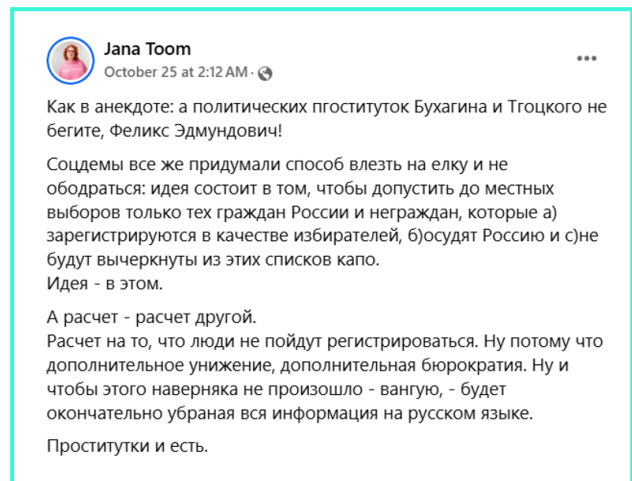 Jana Toom
October 25 at 2:12 AM ·
Как в анекдоте: а политических пгоституток Бухагина и Тгоцкого не
бегите, Феликс Эдмундович!
Соцдемы все же придумали способ влезть на елку и не
ободраться: идея состоит в том, чтобы допустить до местных
выборов только тех граждан России и неграждан, которые а)
зарегистрируются в качестве избирателей, б)осудят Россию и с)не
будут вычеркнуты из этих списков капо.
Идея - в этом.
А расчет - расчет другой.
Расчет на то, что люди не пойдут регистрироваться. Ну потому что
дополнительное унижение, дополнительная бюрократия. Ну и
чтобы этого наверняка не произошло - вангую, - будет
окончательно убраная вся информация на русском языке.
Проститутки и есть.